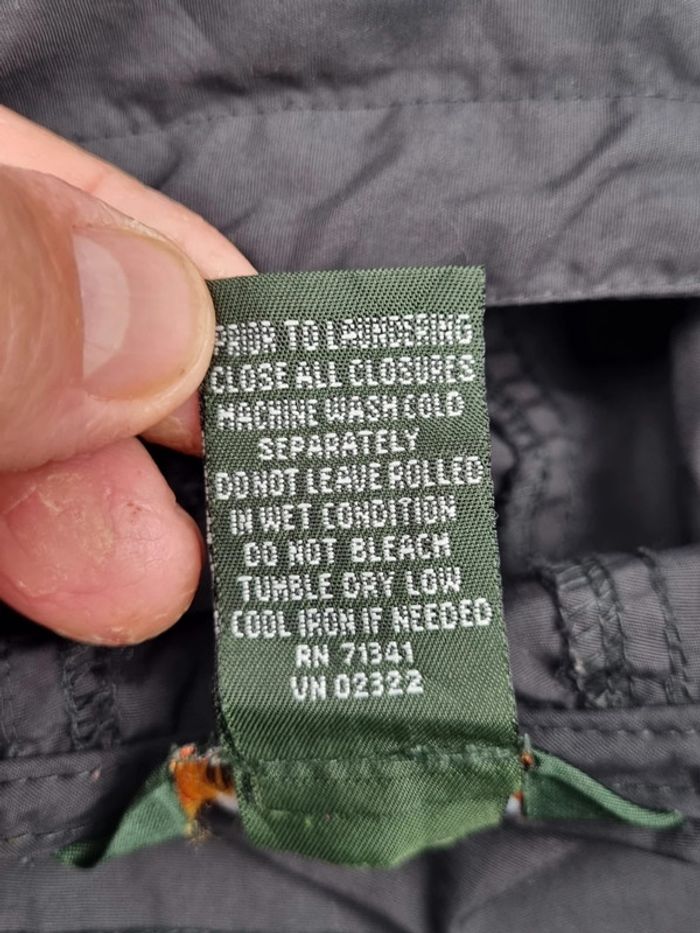 PRIOR TO LAUNDERING
CLOSE ALL CLOSURES
MACHINE WASH COLD
SEPARATELY
DO NOT LEAVE ROLLED
IN WET CONDITION
DO NOT BLEACH
TUMBLE DRY LOW
COOL IRON IF NEEDED
RN 71341
VN 02322